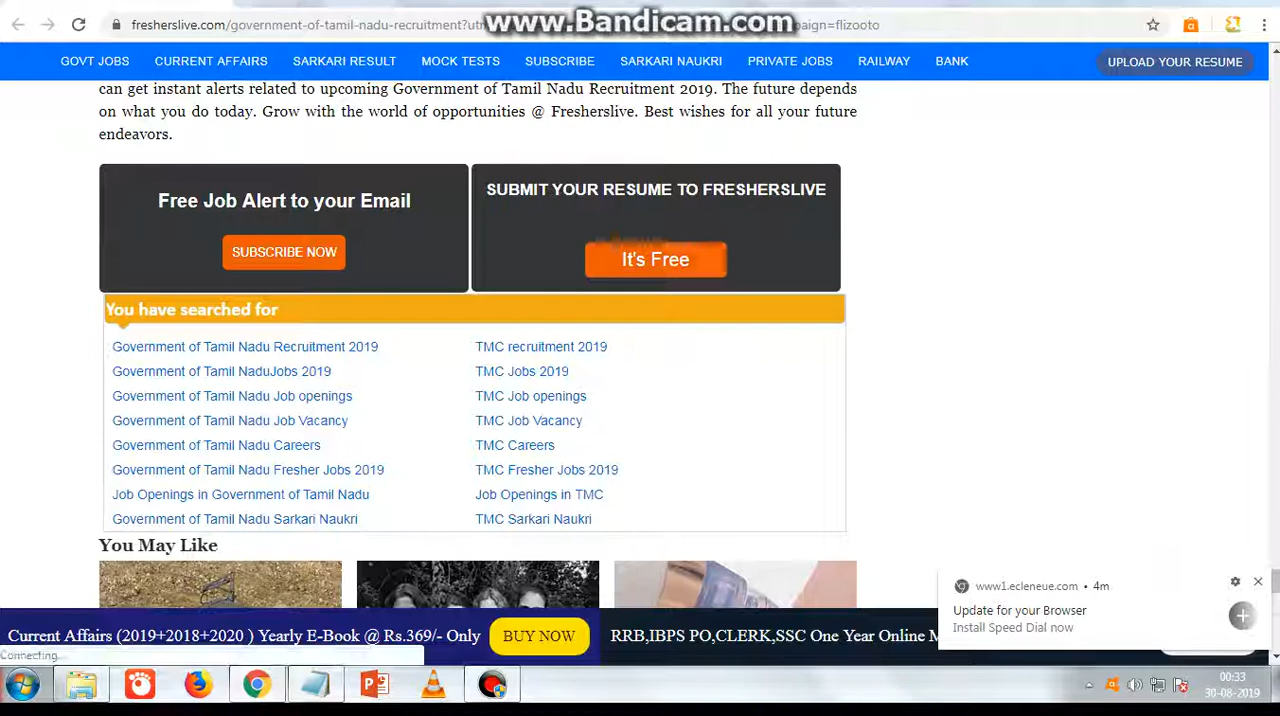 www.Bandicam.com
fresherslive.com/government-of-tamil-nadu-recruitment?ut paign=flizooto
GOVT JOBS CURRENT AFFAIRS SARKARI RESULT MOCK TESTS SUBSCRIBE SARKARI NAUKRI PRIVATE JOBS RAILWAY BANK UPLOAD YOUR RESUME
can get instant alerts related to upcoming Government of Tamil Nadu Recruitment 2019. The future depends
on what you do today. Grow with the world of opportunities @ Fresherslive. Best wishes for all your future
endeavors.
Free Job Alert to your Email
SUBSCRIBE NOW
SUBMIT YOUR RESUME TO FRESHERSLIVE
It's Free
You have searched for
Government of Tamil Nadu Recruitment 2019
Government of Tamil NaduJobs 2019
Government of Tamil Nadu Job openings
Government of Tamil Nadu Job Vacancy
Government of Tamil Nadu Careers
Government of Tamil Nadu Fresher Jobs 2019
Job Openings in Government of Tamil Nadu
Government of Tamil Nadu Sarkari Naukri
TMC recruitment 2019
TMC Jobs 2019
TMC Job openings
TMC Job Vacancy
TMC Careers
TMC Fresher Jobs 2019
Job Openings in TMC
TMC Sarkari Naukri
You May Like
www1.ecleneue.com • 4m
Update for your Browser
Install Speed Dial now
Current Affairs (2019+2018+2020 ) Yearly E-Book @ Rs.369/- Only BUY NOW RRB,IBPS PO,CLERK,SSC One Year Online M
Connecting.
00:33
30-08-2019